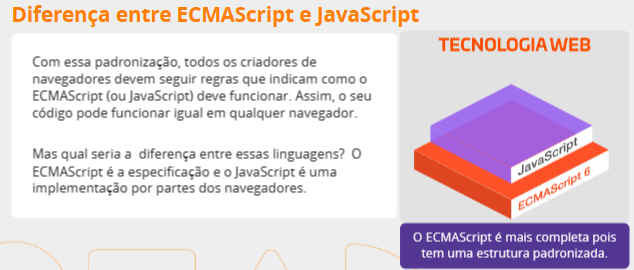 Diferença entre ECMAScript e JavaScript
Com essa padronização, todos os criadores de
navegadores devem seguir regras que indicam como o
ECMAScript (ou JavaScript) deve funcionar. Assim, o seu
código pode funcionar igual em qualquer navegador.
Mas qual seria a diferença entre essas linguagens? O
ECMAScript é a especificação e o JavaScript é uma
implementação por partes dos navegadores.
TECNOLOGIA WEB
JavaScript
ECMAScript 6
O ECMAScript é mais completa pois
tem uma estrutura padronizada.